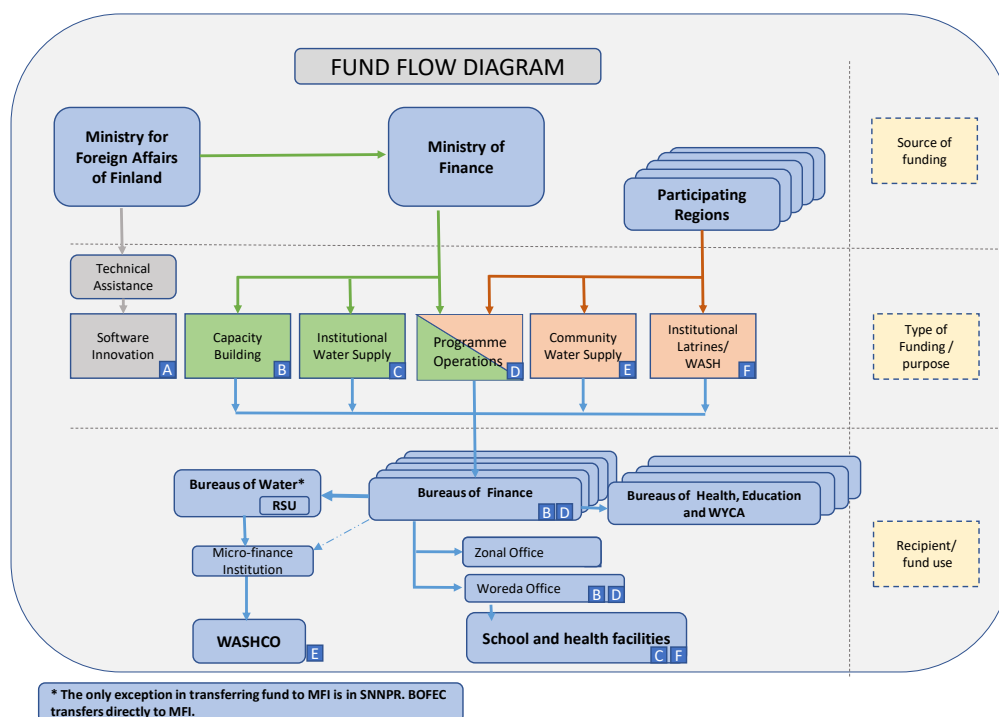 FUND FLOW DIAGRAM
Ministry for
Foreign Affairs
of Finland
Ministry of
Finance
Participating
Regions
Source of
funding
Technical
Assistance
Software
Innovation
A
Capacity
Building
B
Institutional
Water Supply
C
Programme
Operations
D
Community
Water Supply
E
Institutional
Latrines/
WASH
F
Type of
Funding /
purpose
Bureaus of Water*
RSU
Bureaus of Finance
B D
Bureaus of Health, Education
and WYCA
Micro-finance
Institution
Zonal Office
Woreda Office
B D
Recipient/
fund use
WASHCO
E
School and health facilities
C F
* The only exception in transferring fund to MFI is in SNNPR. BOFEC
transfers directly to MFI.